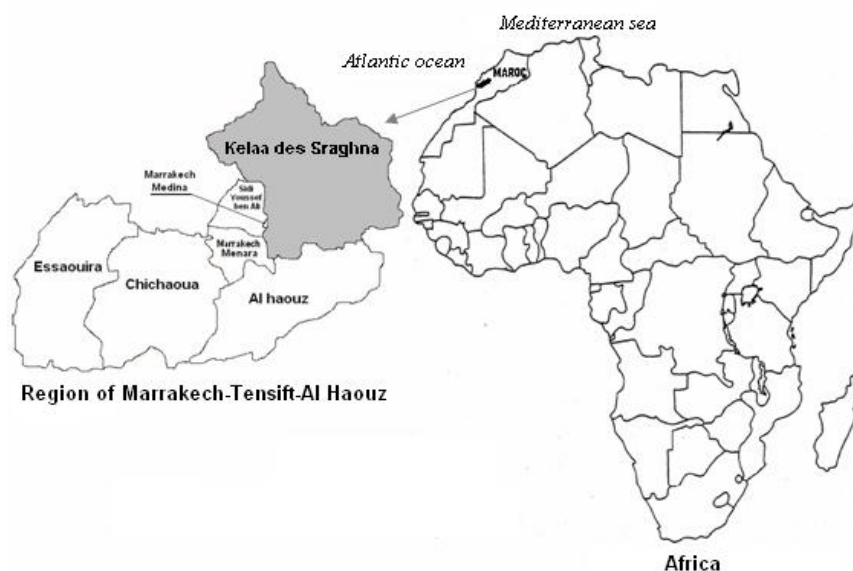 Mediterranean sea
Atlantic ocean
MAROC
Kelaa des Sraghna
Marrakech
Medina
Sidi
Youssef
ben Ali
Marrakech
Menara
Essaouira
Chichaoua
Al haouz
Region of Marrakech-Tensift-Al Haouz
Africa